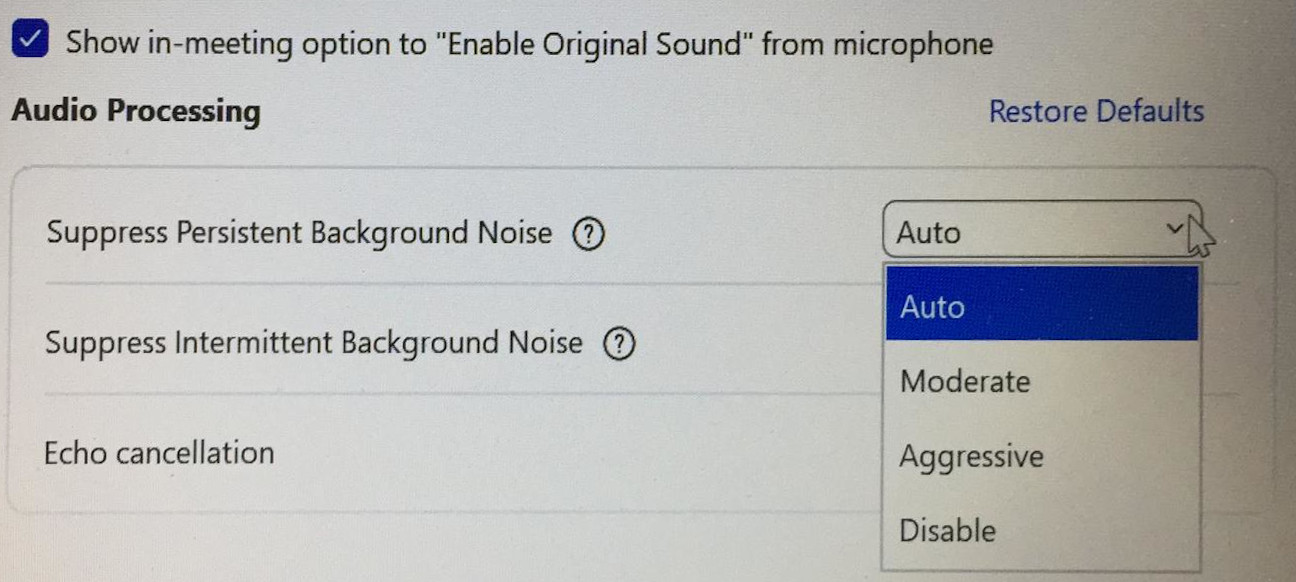 Show in-meeting option to "Enable Original Sound" from microphone
Audio Processing
Restore Defaults
Suppress Persistent Background Noise ?
Auto
Auto
Suppress Intermittent Background Noise ?
Moderate
Echo cancellation
Aggressive
Disable